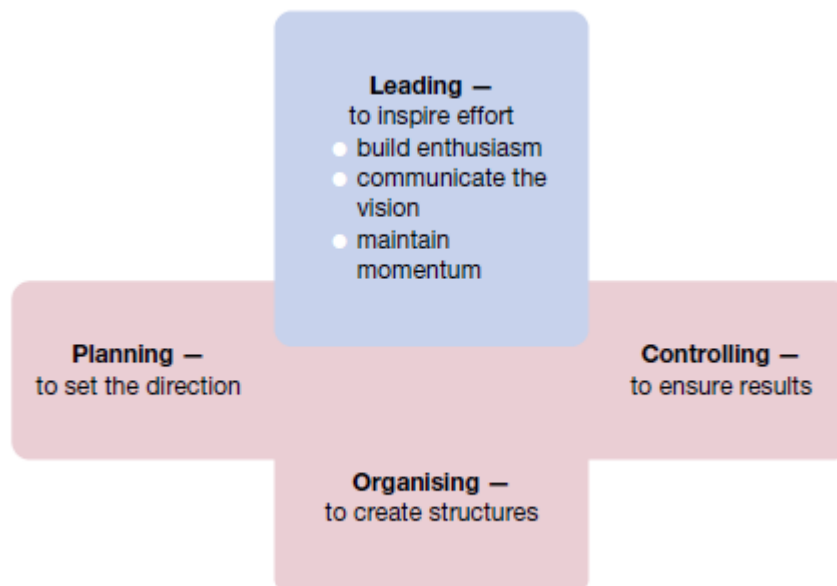 Leading —
to inspire effort
build enthusiasm
communicate the
vision
maintain
momentum
Planning —
to set the direction
Controlling —
to ensure results
Organising —
to create structures